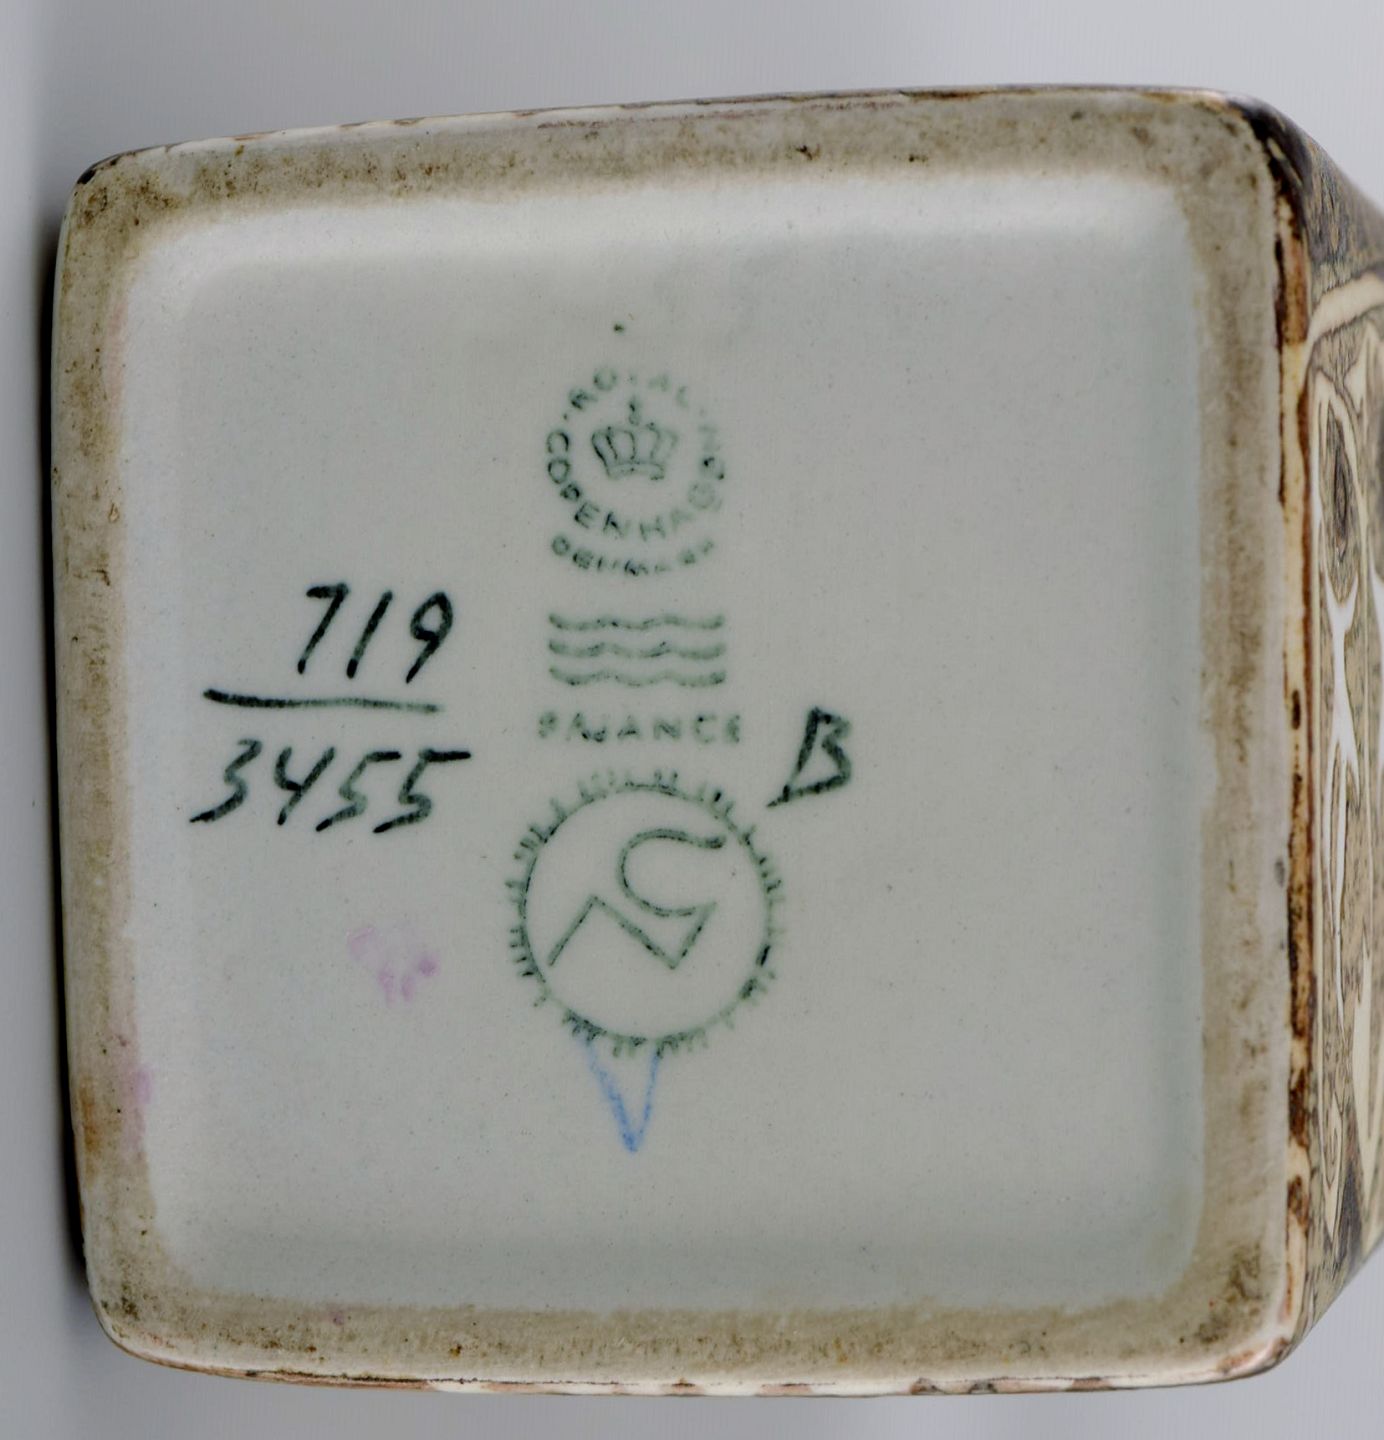 ROYAL
COPENHAGEN
DENMARK
FAJANCE
719
3455
B